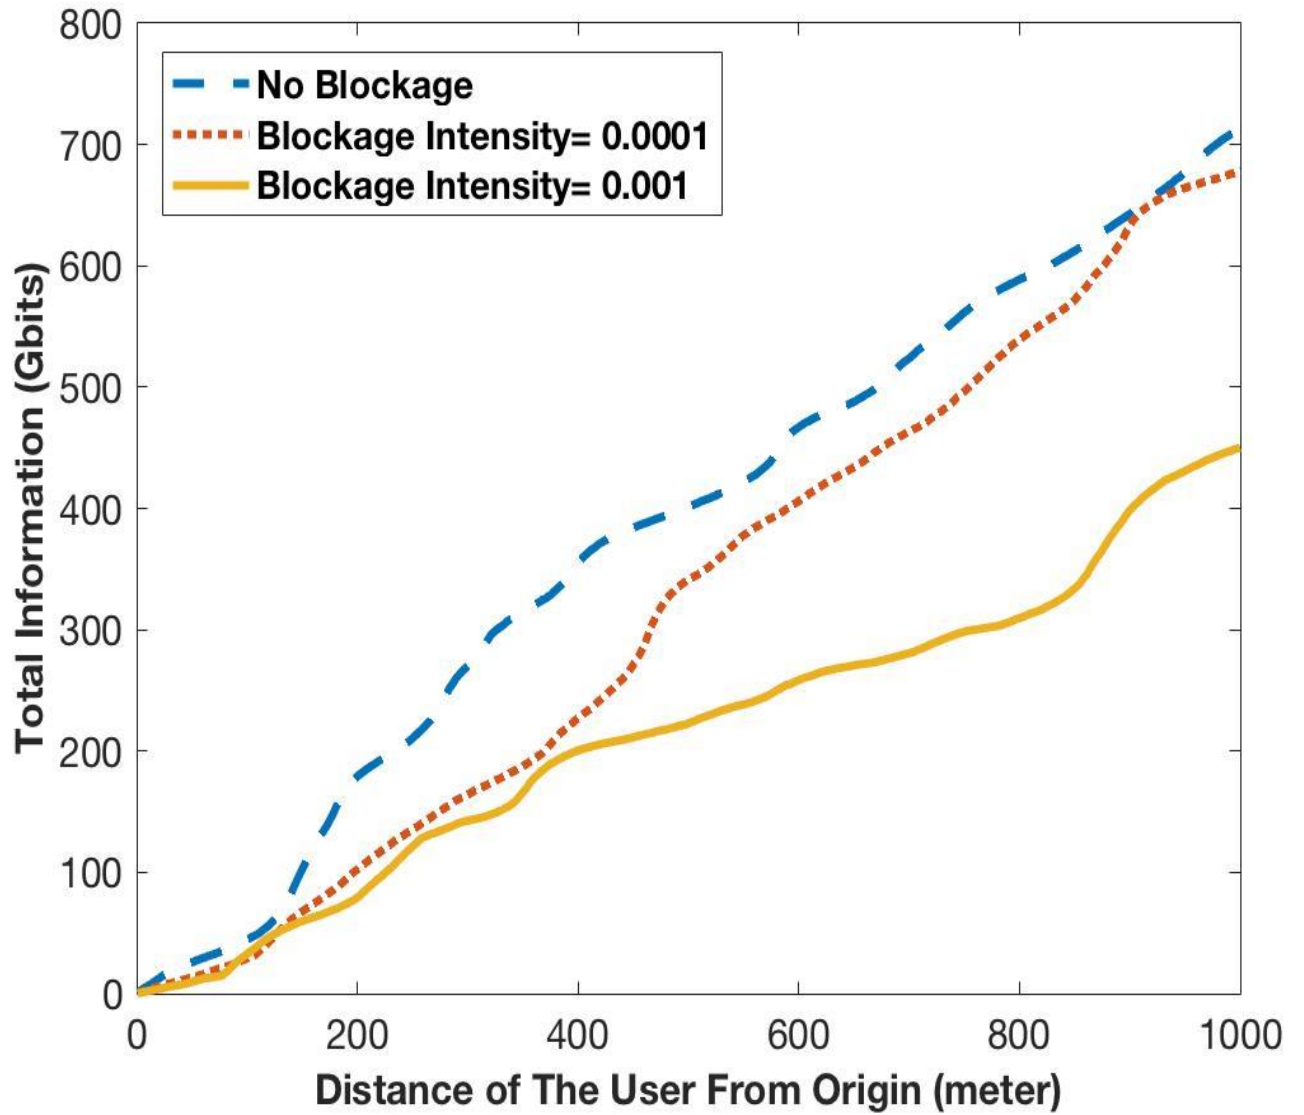 800
700
600
500
400
300
200
100
0
Total Information (Gbits)
No Blockage
Blockage Intensity= 0.0001
Blockage Intensity= 0.001
0 200 400 600 800 1000
Distance of The User From Origin (meter)